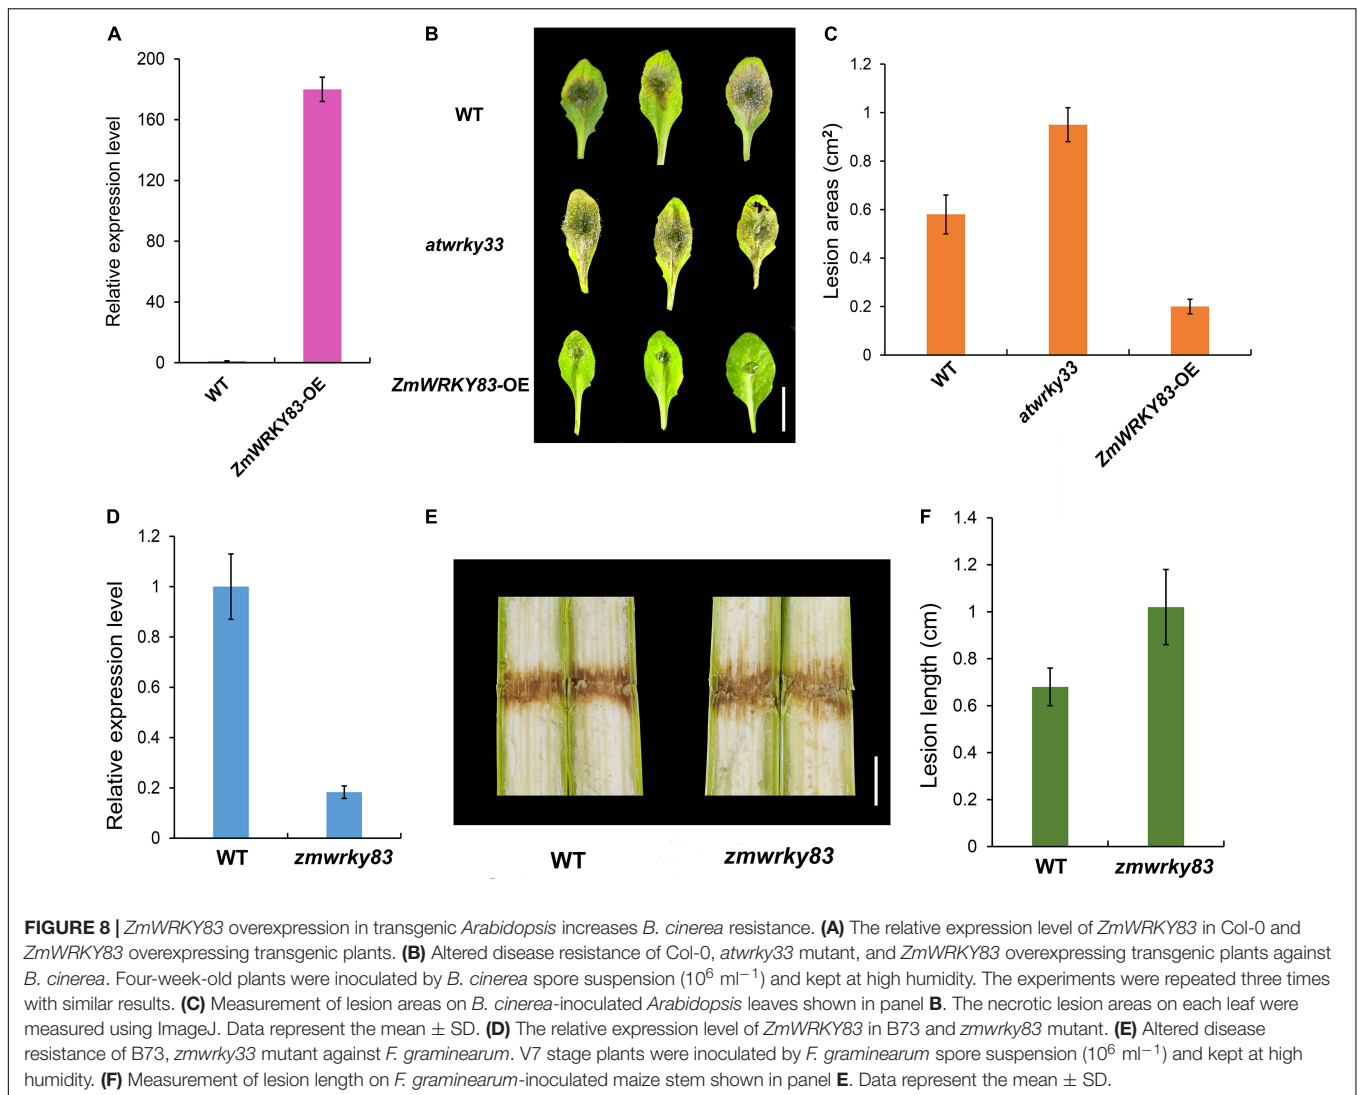 A
200
160
120
80
40
0
Relative expression level
WT
ZmWRKY83-OE
B
WT
atwrky33
ZmWRKY83-OE
C
1.2
1
0.8
0.6
0.4
0.2
0
Lesion areas (cm²)
WT
atwrky33
ZmWRKY83-OE
D
1.2
1
0.8
0.6
0.4
0.2
0
Relative expression level
WT
zmwrky83
E
WT
zmwrky83
F
1.4
1.2
1
0.8
0.6
0.4
0.2
0
Lesion length (cm)
WT
zmwrky83
FIGURE 8 | ZmWRKY83 overexpression in transgenic Arabidopsis increases B. cinerea resistance. (A) The relative expression level of ZmWRKY83 in Col-0 and
ZmWRKY83 overexpressing transgenic plants. (B) Altered disease resistance of Col-0, atwrky33 mutant, and ZmWRKY83 overexpressing transgenic plants against
B. cinerea. Four-week-old plants were inoculated by B. cinerea spore suspension (10⁶ ml⁻¹) and kept at high humidity. The experiments were repeated three times
with similar results. (C) Measurement of lesion areas on B. cinerea-inoculated Arabidopsis leaves shown in panel B. The necrotic lesion areas on each leaf were
measured using ImageJ. Data represent the mean ± SD. (D) The relative expression level of ZmWRKY83 in B73 and zmwrky83 mutant. (E) Altered disease
resistance of B73, zmwrky33 mutant against F. graminearum. V7 stage plants were inoculated by F. graminearum spore suspension (10⁶ ml⁻¹) and kept at high
humidity. (F) Measurement of lesion length on F. graminearum-inoculated maize stem shown in panel E. Data represent the mean ± SD.